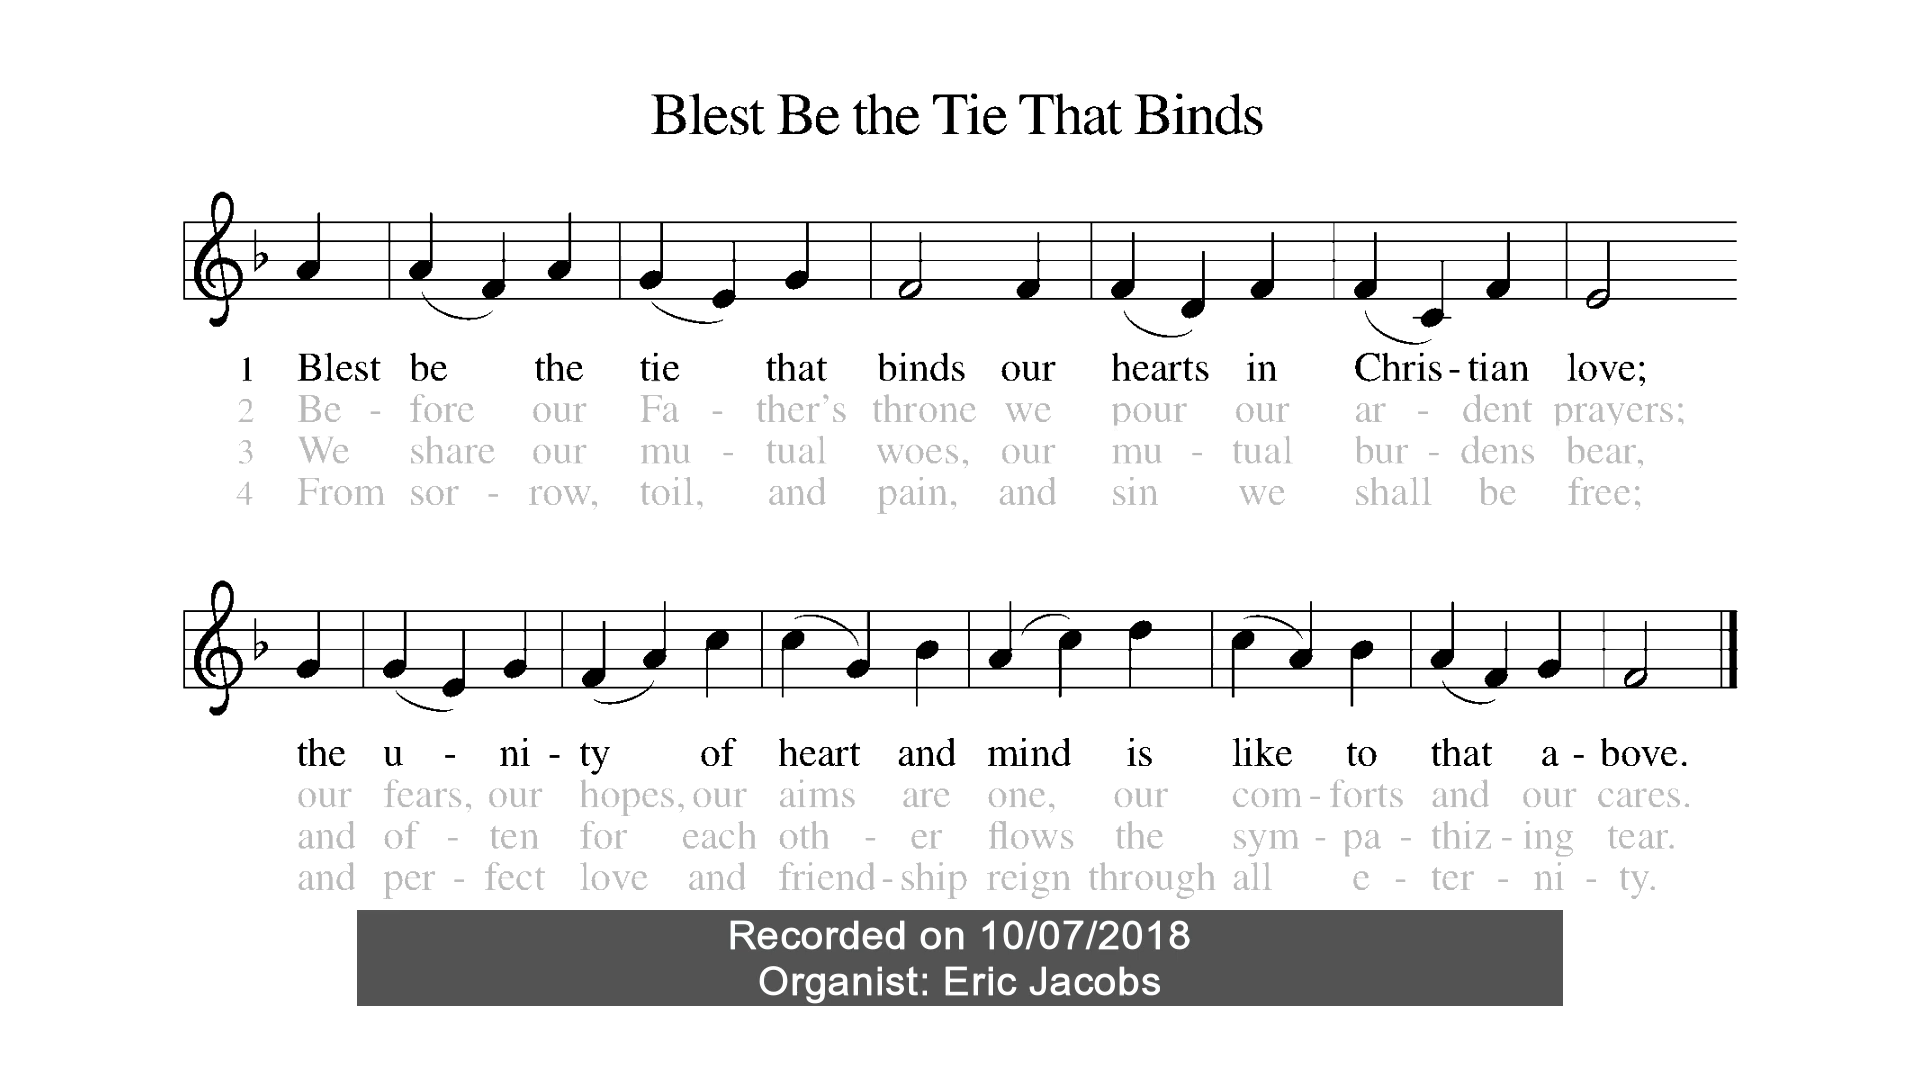 Blest Be the Tie That Binds
1 Blest be the tie that binds our hearts in Chris - tian love;
2 Be - fore our Fa - ther's throne we pour our ar - dent prayers;
3 We share our mu - tual woes, our mu - tual bur - dens bear,
4 From sor - row, toil, and pain, and sin we shall be free;
the u - ni - ty of heart and mind is like to that a - bove.
our fears, our hopes, our aims are one, our com - forts and our cares.
and of - ten for each oth - er flows the sym - pa - thiz - ing tear.
and per - fect love and friend - ship reign through all e - ter - ni - ty.
Recorded on 10/07/2018
Organist: Eric Jacobs